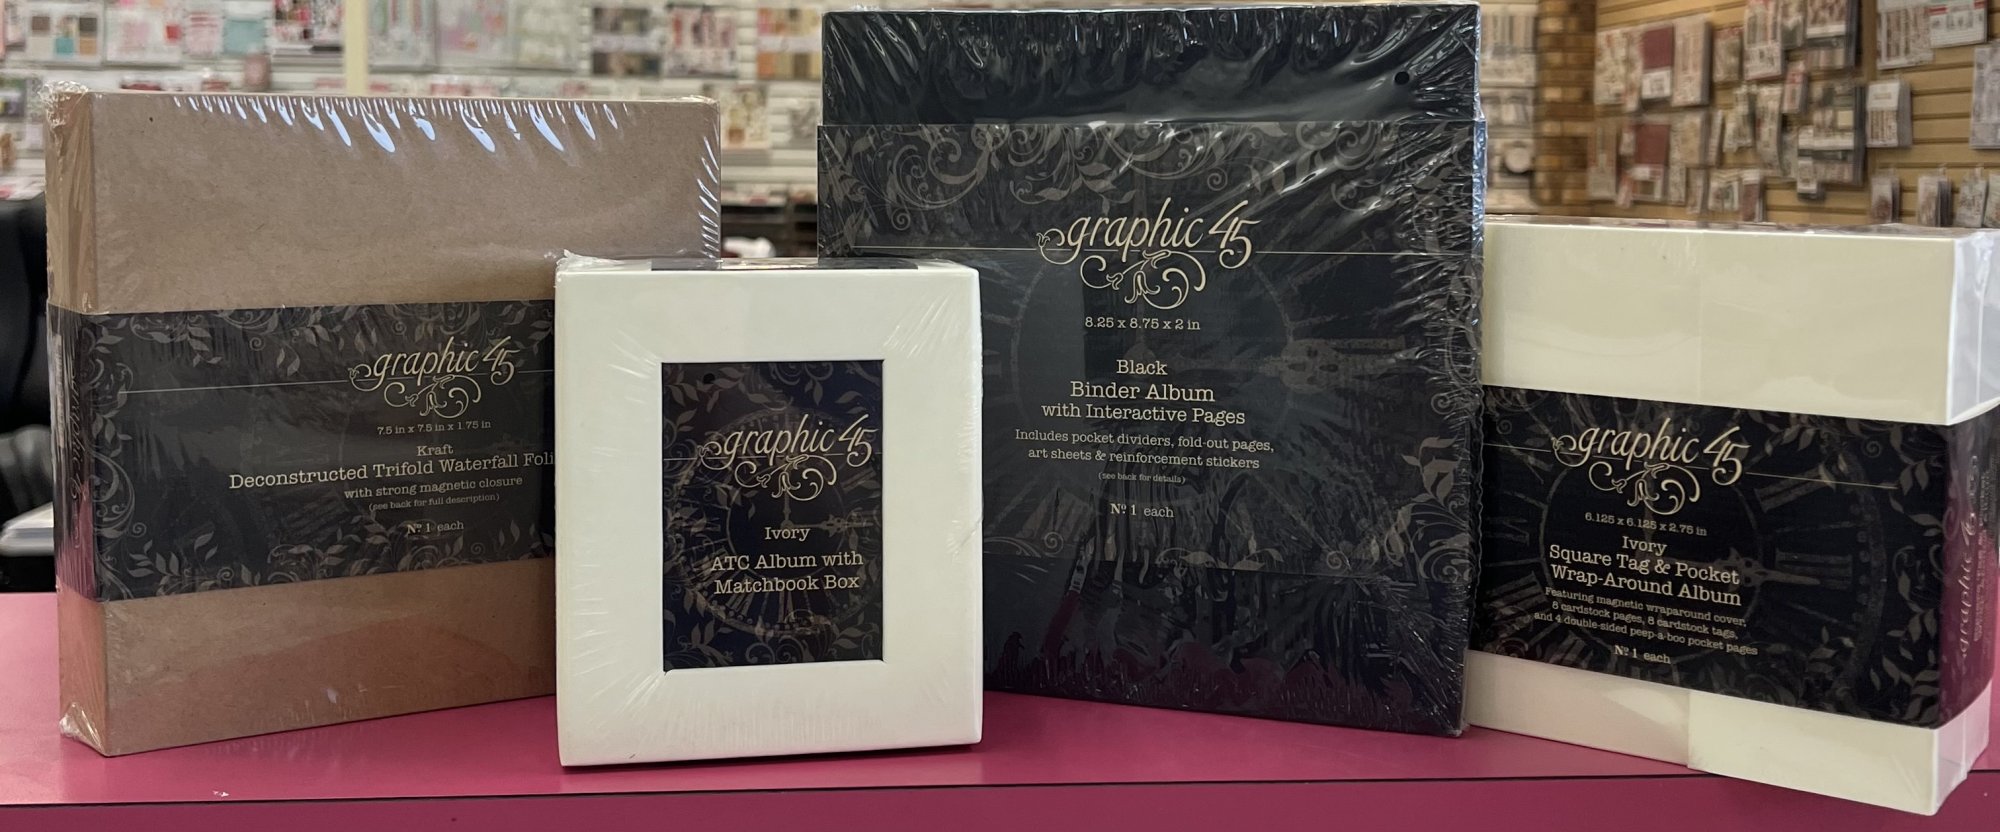 graphic 45
7.5 in x 7.5 in x 1.75 in
Kraft
Deconstructed Trifold Waterfall Foli
with strong magnetic closure
(see back for full description)
Nº 1 each
graphic 45
Ivory
ATC Album with
Matchbook Box
graphic 45
8.25 x 8.75 x 2 in
Black
Binder Album
with Interactive Pages
Includes pocket dividers, fold-out pages,
art sheets & reinforcement stickers
(see back for details)
Nº 1 each
graphic 45
6.125 x 6.125 x 2.75 in
Ivory
Square Tag & Pocket
Wrap-Around Album
Featuring magnetic wraparound cover,
8 cardstock pages, 8 cardstock tags,
and 4 double-sided peep-a-boo pocket pages
Nº 1 each
graphic 45